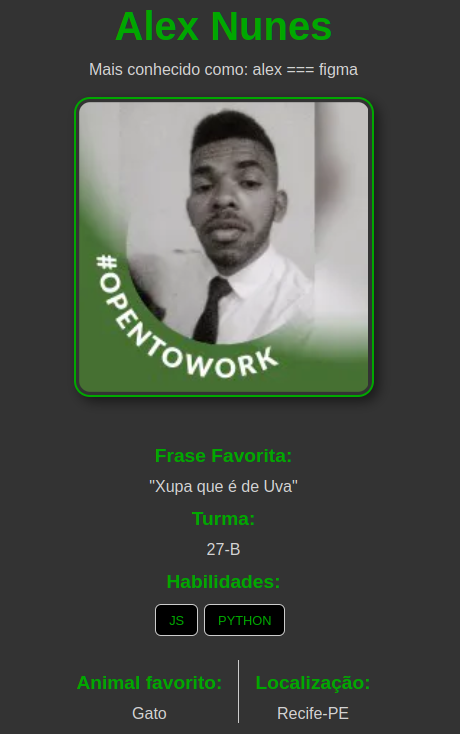 Alex Nunes
Mais conhecido como: alex === figma
#OPENTOWORK
Frase Favorita:
"Xupa que é de Uva"
Turma:
27-B
Habilidades:
JS PYTHON
Animal favorito: Localização:
Gato Recife-PE